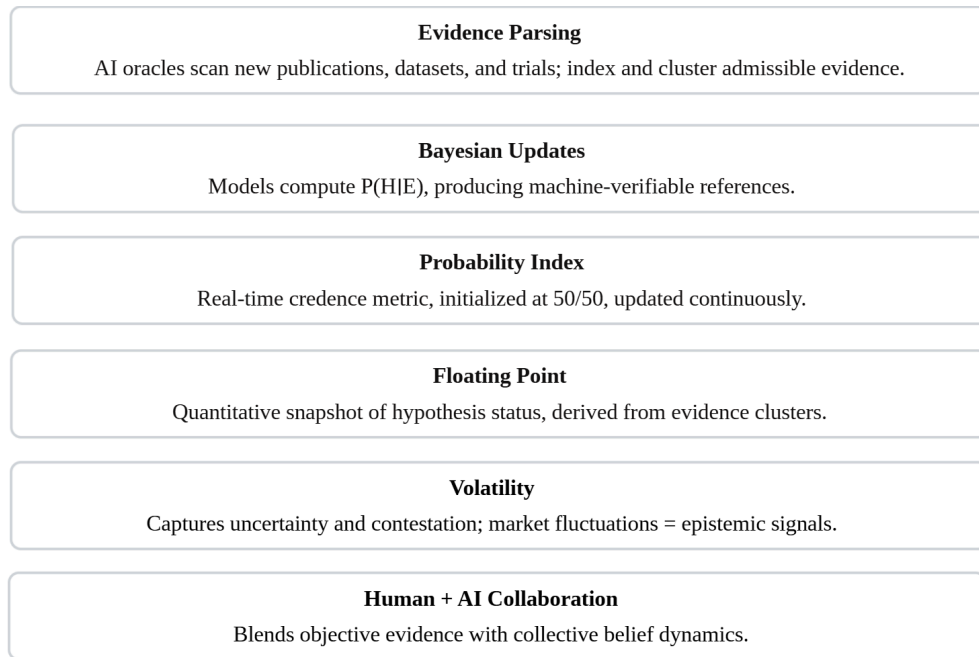 Evidence Parsing
AI oracles scan new publications, datasets, and trials; index and cluster admissible evidence.
Bayesian Updates
Models compute P(H|E), producing machine-verifiable references.
Probability Index
Real-time credence metric, initialized at 50/50, updated continuously.
Floating Point
Quantitative snapshot of hypothesis status, derived from evidence clusters.
Volatility
Captures uncertainty and contestation; market fluctuations = epistemic signals.
Human + AI Collaboration
Blends objective evidence with collective belief dynamics.